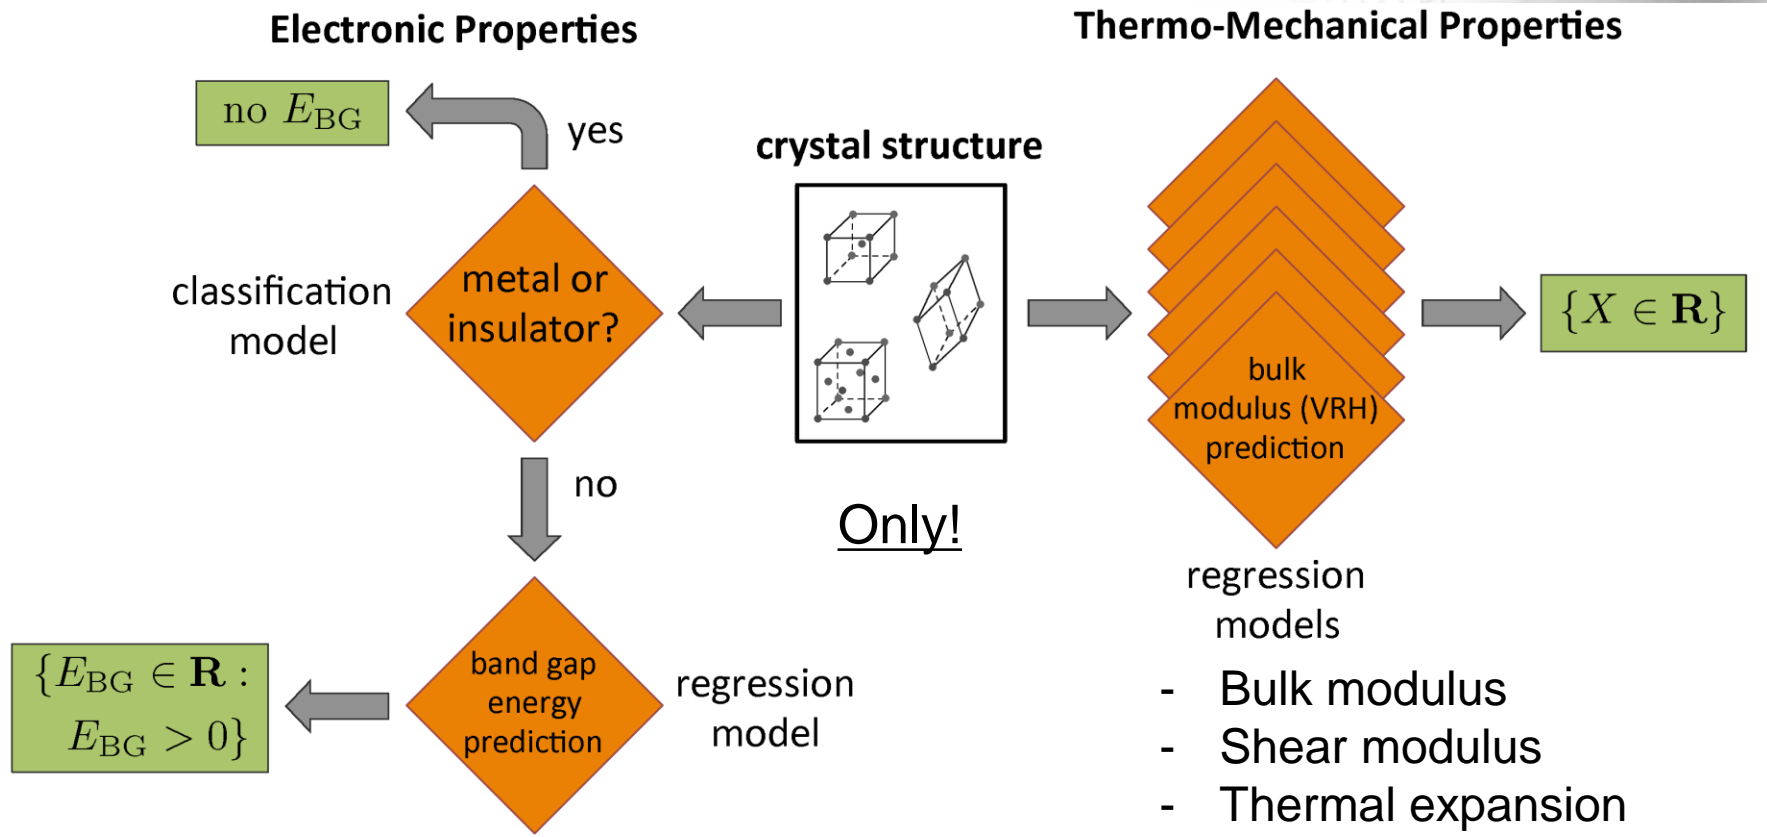 Electronic Properties
Thermo-Mechanical Properties
no E_BG
yes
crystal structure
classification
model
metal or
insulator?
no
Only!
{E_BG ∈ R :
E_BG > 0}
band gap
energy
prediction
regression
model
bulk
modulus (VRH)
prediction
{X ∈ R}
regression
models
- Bulk modulus
- Shear modulus
- Thermal expansion